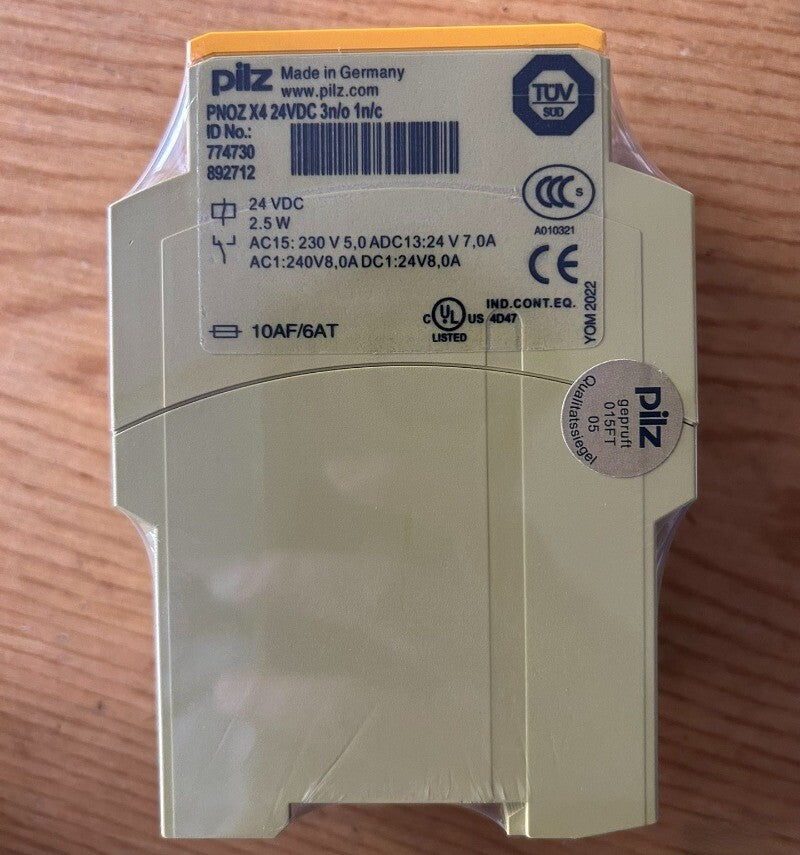 pilz Made in Germany
www.pilz.com
PNOZ X4 24VDC 3n/o 1n/c
ID No.:
774730
892712
24 VDC
2.5 W
AC15: 230 V 5,0 ADC13:24 V 7,0A
AC1:240V8,0A DC1:24V8,0A
10AF/6AT
TÜV
SÜD
CCC S
A010321
CE
YOM 2022
IND.CONT.EQ.
C UL US 4D47
LISTED
pilz
geprüft
015FT
05
Qualitätssiegel